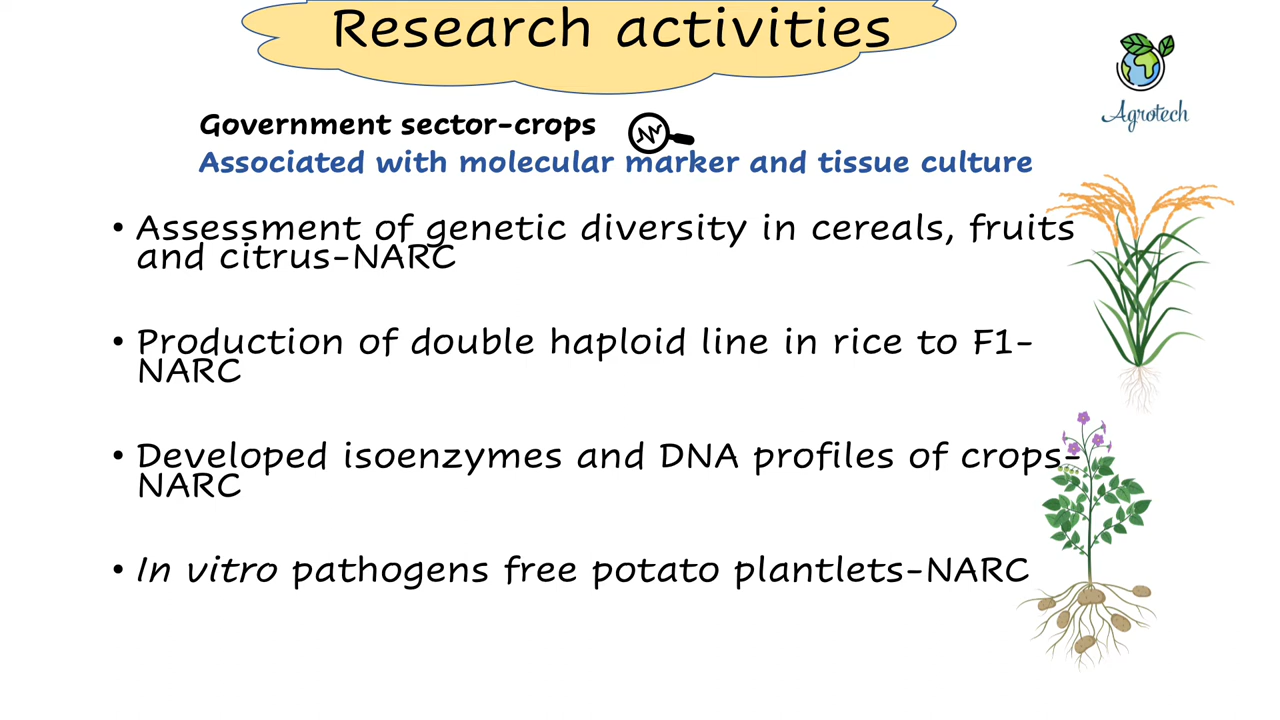 Research activities
Agrotech
Government sector-crops
Associated with molecular marker and tissue culture
• Assessment of genetic diversity in cereals, fruits
and citrus-NARC
• Production of double haploid line in rice to F1-
NARC
• Developed isoenzymes and DNA profiles of crops-
NARC
• In vitro pathogens free potato plantlets-NARC